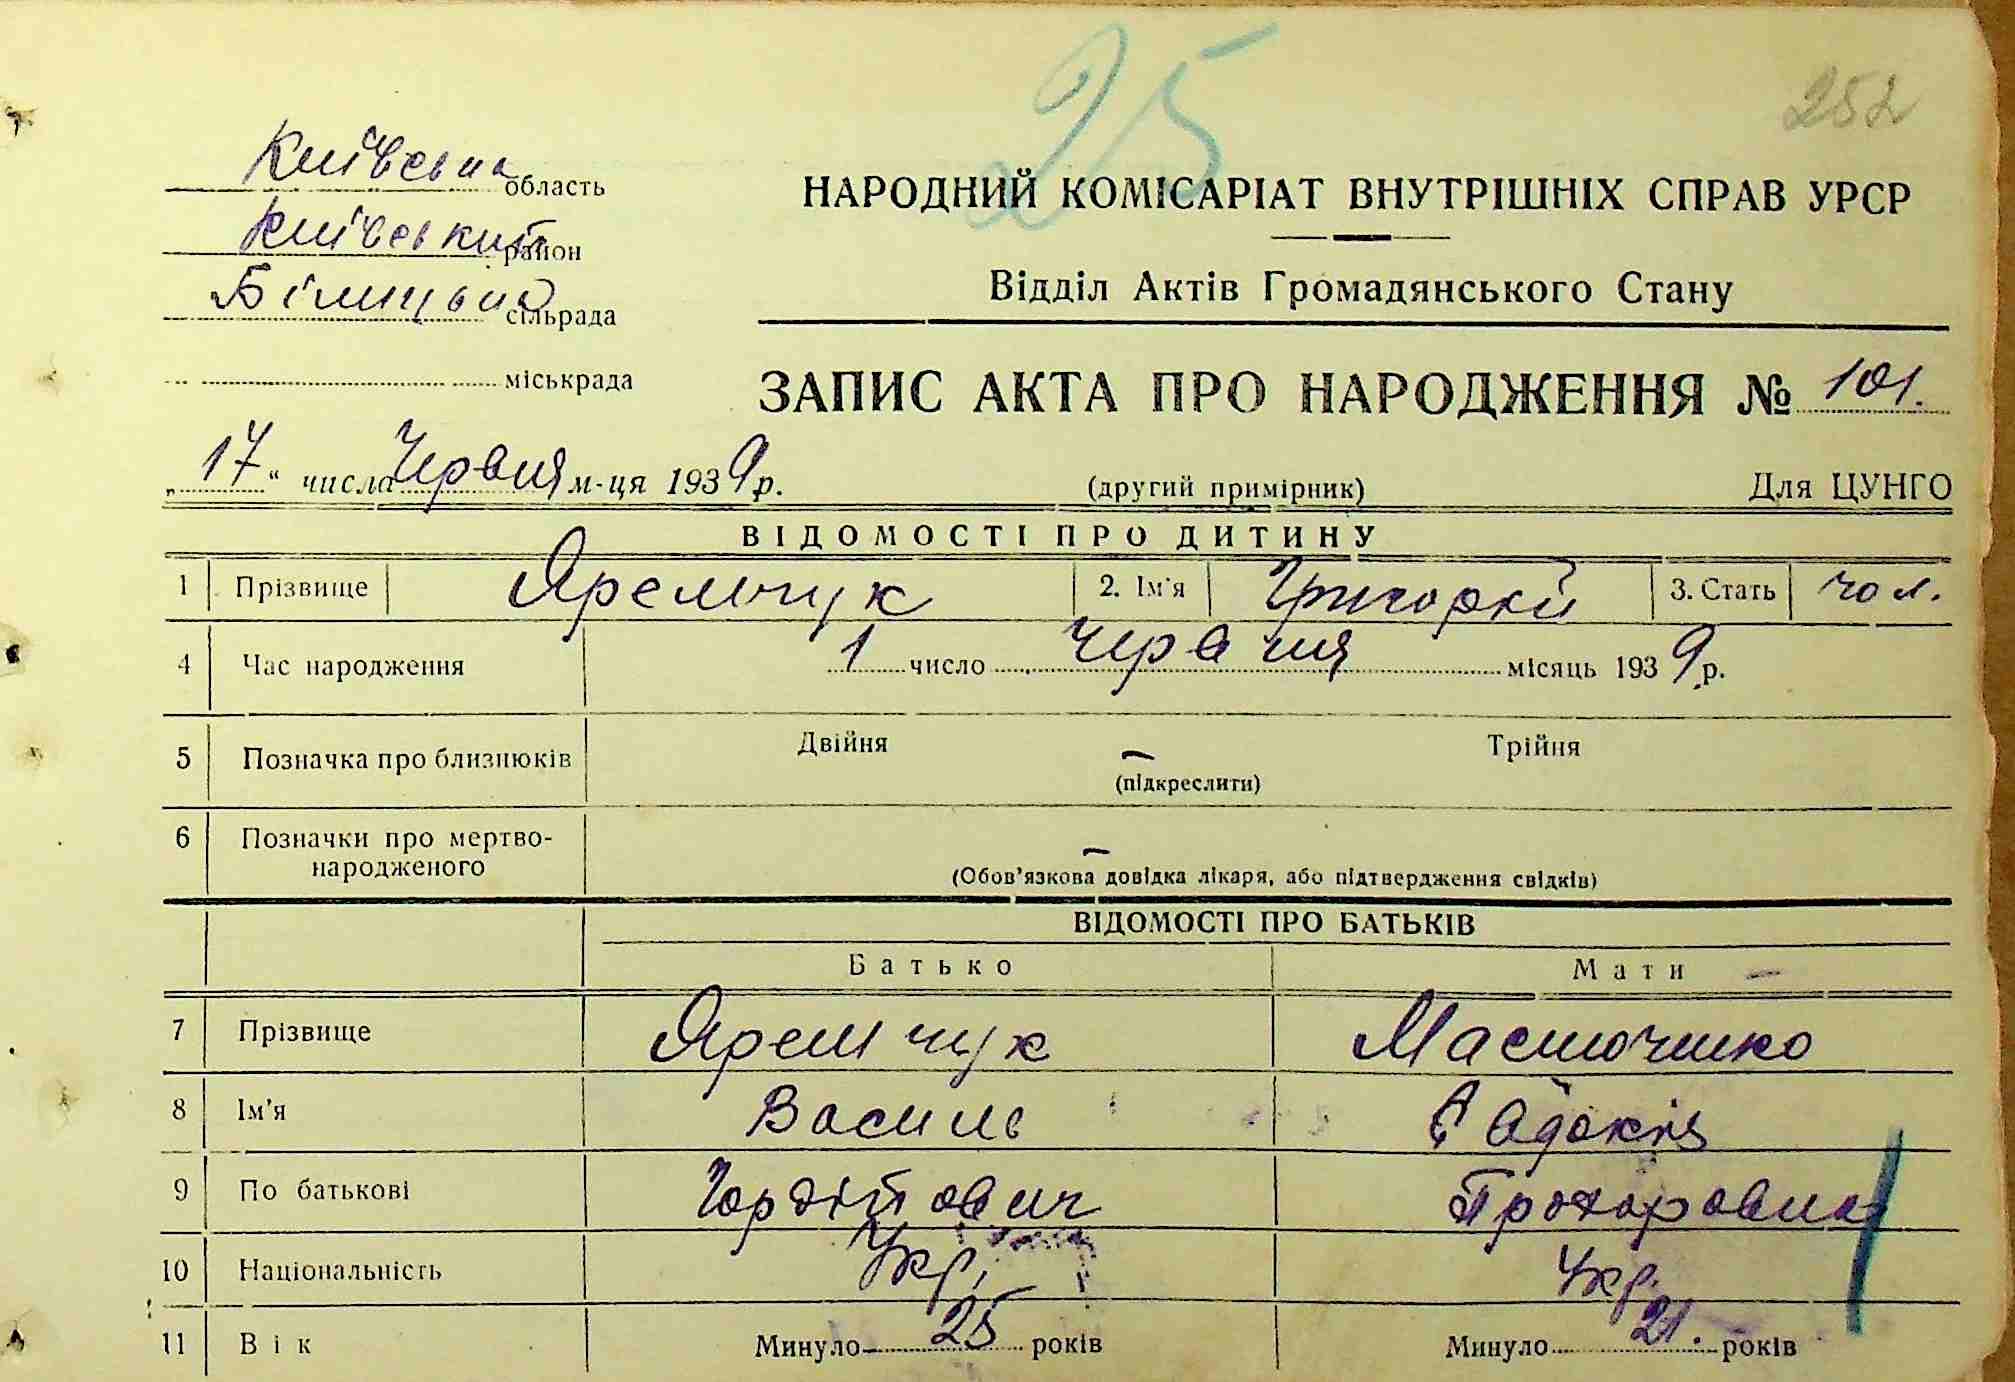 25
252
Київська область
Київський район
Білицька сільрада
міськрада
НАРОДНИЙ КОМІСАРІАТ ВНУТРІШНІХ СПРАВ УРСР
Відділ Актів Громадянського Стану
ЗАПИС АКТА ПРО НАРОДЖЕННЯ № 101.
„17“ числа Червня м-ця 1939 р. (другий примірник) Для ЦУНГО
ВІДОМОСТІ ПРО ДИТИНУ
1 Прізвище Яремчук 2. Ім'я Григорій 3. Стать чол.
4 Час народження 1 число червня місяць 1939 р.
5 Позначка про близнюків Двійня — Трійня
(підкреслити)
6 Позначки про мертво-
народженого —
(Обов'язкова довідка лікаря, або підтвердження свідків)
ВІДОМОСТІ ПРО БАТЬКІВ
Батько Мати
7 Прізвище Яремчук
8 Ім'я Василь Євдокія
9 По батькові Гордійович Прохоровна
10 Національність Укр. Укр.
11 Вік Минуло 25 років Минуло 21. років